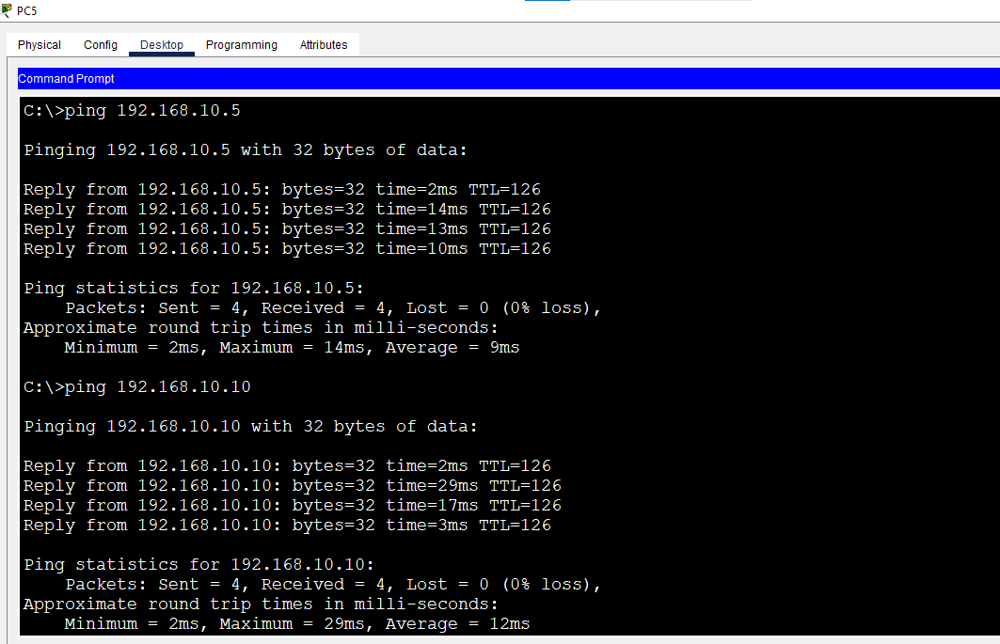 PC5
Physical Config Desktop Programming Attributes
Command Prompt
C:\>ping 192.168.10.5
Pinging 192.168.10.5 with 32 bytes of data:
Reply from 192.168.10.5: bytes=32 time=2ms TTL=126
Reply from 192.168.10.5: bytes=32 time=14ms TTL=126
Reply from 192.168.10.5: bytes=32 time=13ms TTL=126
Reply from 192.168.10.5: bytes=32 time=10ms TTL=126
Ping statistics for 192.168.10.5:
    Packets: Sent = 4, Received = 4, Lost = 0 (0% loss),
Approximate round trip times in milli-seconds:
    Minimum = 2ms, Maximum = 14ms, Average = 9ms
C:\>ping 192.168.10.10
Pinging 192.168.10.10 with 32 bytes of data:
Reply from 192.168.10.10: bytes=32 time=2ms TTL=126
Reply from 192.168.10.10: bytes=32 time=29ms TTL=126
Reply from 192.168.10.10: bytes=32 time=17ms TTL=126
Reply from 192.168.10.10: bytes=32 time=3ms TTL=126
Ping statistics for 192.168.10.10:
    Packets: Sent = 4, Received = 4, Lost = 0 (0% loss),
Approximate round trip times in milli-seconds:
    Minimum = 2ms, Maximum = 29ms, Average = 12ms